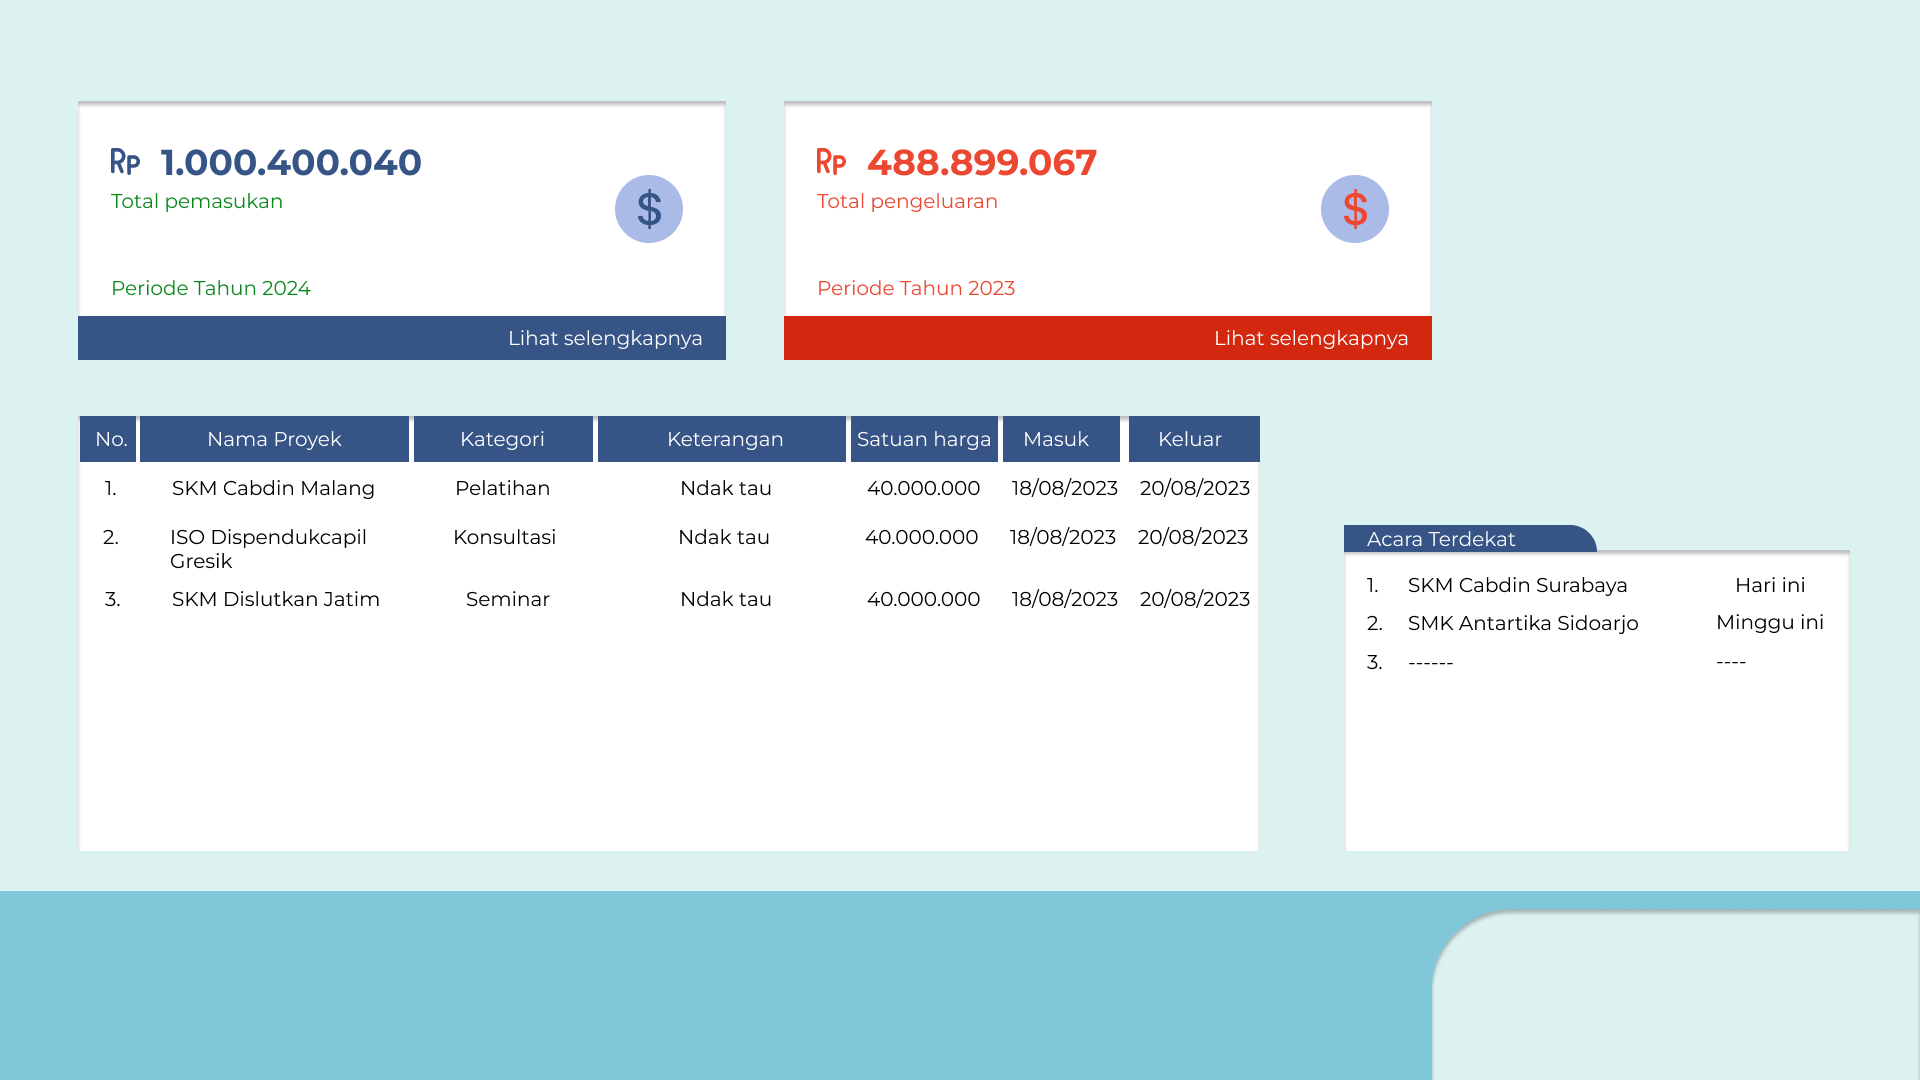 Rp 1.000.400.040
Total pemasukan
$
Periode Tahun 2024
Lihat selengkapnya
Rp 488.899.067
Total pengeluaran
$
Periode Tahun 2023
Lihat selengkapnya
No. Nama Proyek Kategori Keterangan Satuan harga Masuk Keluar
1. SKM Cabdin Malang Pelatihan Ndak tau 40.000.000 18/08/2023 20/08/2023
2. ISO Dispendukcapil Konsultasi Ndak tau 40.000.000 18/08/2023 20/08/2023
Gresik
3. SKM Dislutkan Jatim Seminar Ndak tau 40.000.000 18/08/2023 20/08/2023
Acara Terdekat
1. SKM Cabdin Surabaya Hari ini
2. SMK Antartika Sidoarjo Minggu ini
3. ------ ----